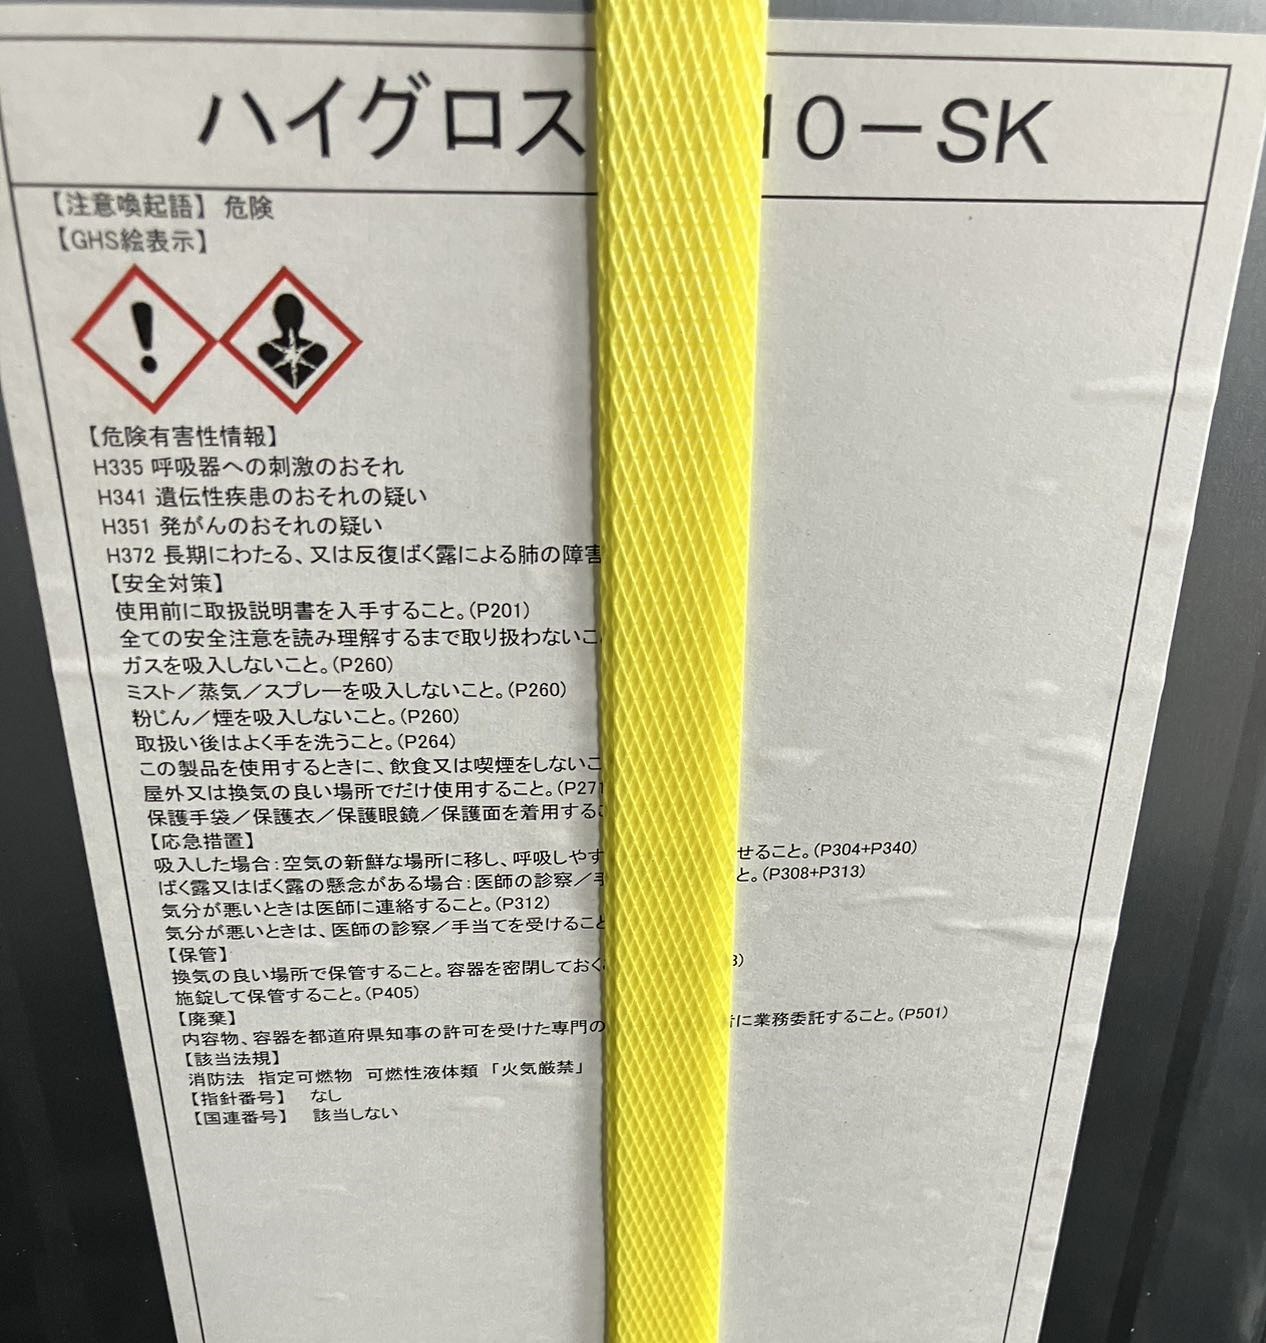 ハイグロス 10-SK
【注意喚起語】 危険
【GHS絵表示】
【危険有害性情報】
H335 呼吸器への刺激のおそれ
H341 遺伝性疾患のおそれの疑い
H351 発がんのおそれの疑い
H372 長期にわたる、又は反復ばく露による肺の障害
【安全対策】
使用前に取扱説明書を入手すること。(P201)
全ての安全注意を読み理解するまで取り扱わないこ
ガスを吸入しないこと。(P260)
ミスト/蒸気/スプレーを吸入しないこと。(P260)
粉じん/煙を吸入しないこと。(P260)
取扱い後はよく手を洗うこと。(P264)
この製品を使用するときに、飲食又は喫煙をしないこ
屋外又は換気の良い場所でだけ使用すること。(P271
保護手袋/保護衣/保護眼鏡/保護面を着用するこ
【応急措置】
吸入した場合:空気の新鮮な場所に移し、呼吸しやす せること。(P304+P340)
ばく露又はばく露の懸念がある場合:医師の診察/手 と。(P308+P313)
気分が悪いときは医師に連絡すること。(P312)
気分が悪いときは、医師の診察/手当てを受けること
【保管】
換気の良い場所で保管すること。容器を密閉しておく 3)
施錠して保管すること。(P405)
【廃棄】
内容物、容器を都道府県知事の許可を受けた専門の に業務委託すること。(P501)
【該当法規】
消防法 指定可燃物 可燃性液体類 「火気厳禁」
【指針番号】 なし
【国連番号】 該当しない